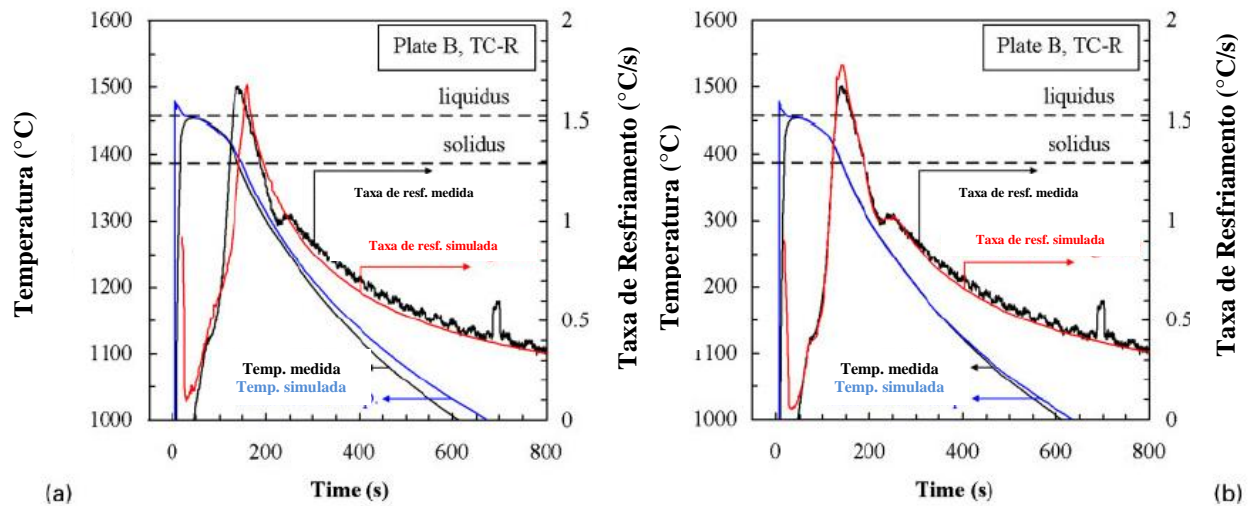 1600
1500
1400
1300
1200
1100
1000
Temperatura (°C)
2
1.5
1
0.5
0
Taxa de Resfriamento (°C/s)
Plate B, TC-R
liquidus
solidus
Taxa de resf. medida
Taxa de resf. simulada
Temp. medida
Temp. simulada
0 200 400 600 800
Time (s)
(a)
1600
1500
400
300
200
1100
1000
Temperatura (°C)
2
1.5
1
0.5
0
Taxa de Resfriamento (°C/s)
Plate B, TC-R
liquidus
solidus
Taxa de resf. medida
Taxa de resf. simulada
Temp. medida
Temp. simulada
0 200 400 600 800
Time (s)
(b)